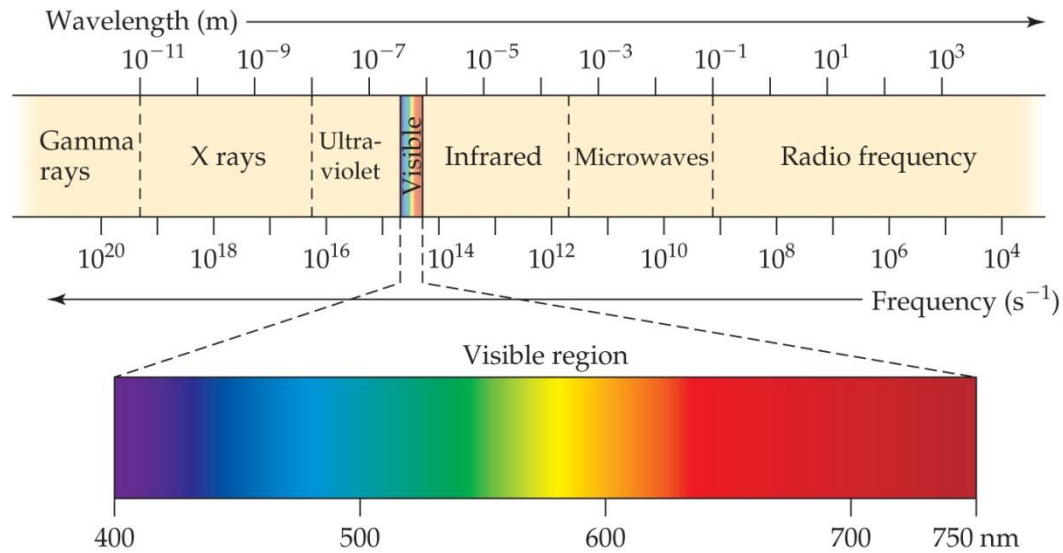 Wavelength (m)
10⁻¹¹ 10⁻⁹ 10⁻⁷ 10⁻⁵ 10⁻³ 10⁻¹ 10¹ 10³
Gamma rays X rays Ultra-violet Visible Infrared Microwaves Radio frequency
10²⁰ 10¹⁸ 10¹⁶ 10¹⁴ 10¹² 10¹⁰ 10⁸ 10⁶ 10⁴
Frequency (s⁻¹)
Visible region
400 500 600 700 750 nm